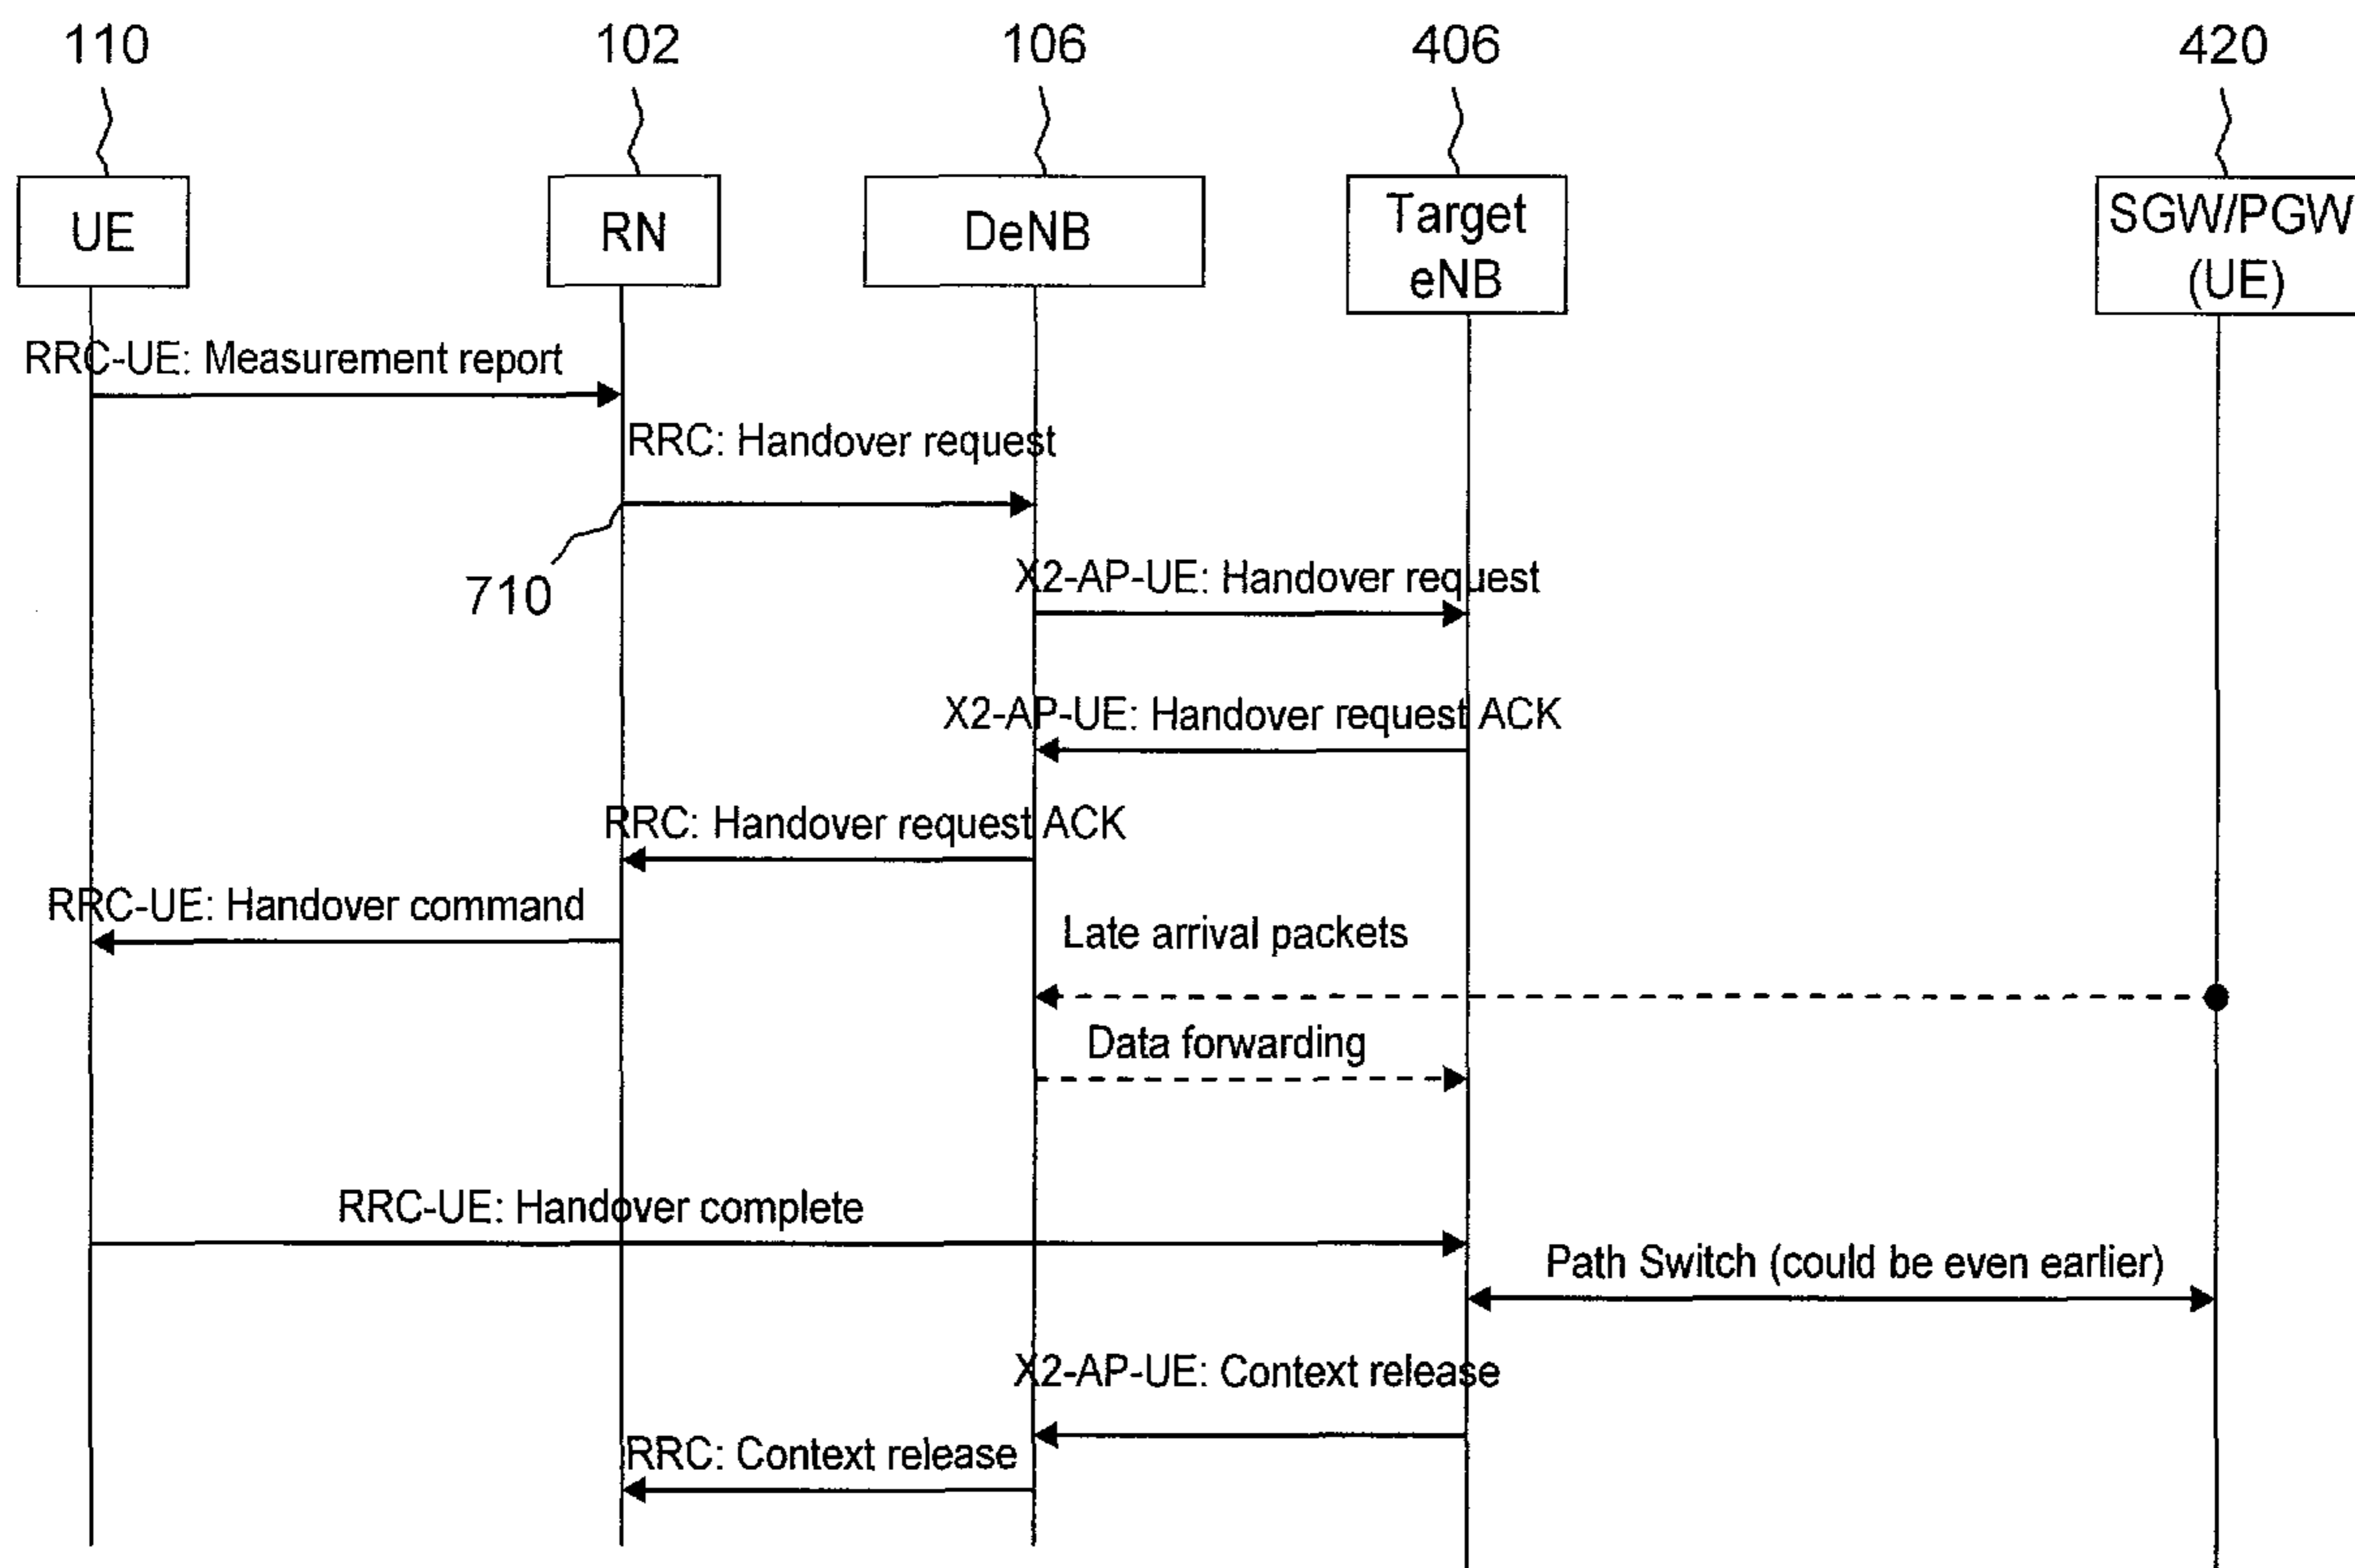 110
102
106
406
420
UE
RN
DeNB
Target
eNB
SGW/PGW
(UE)
RRC-UE: Measurement report
RRC: Handover request
710
X2-AP-UE: Handover request
X2-AP-UE: Handover request ACK
RRC: Handover request ACK
RRC-UE: Handover command
Late arrival packets
Data forwarding
RRC-UE: Handover complete
Path Switch (could be even earlier)
X2-AP-UE: Context release
RRC: Context release